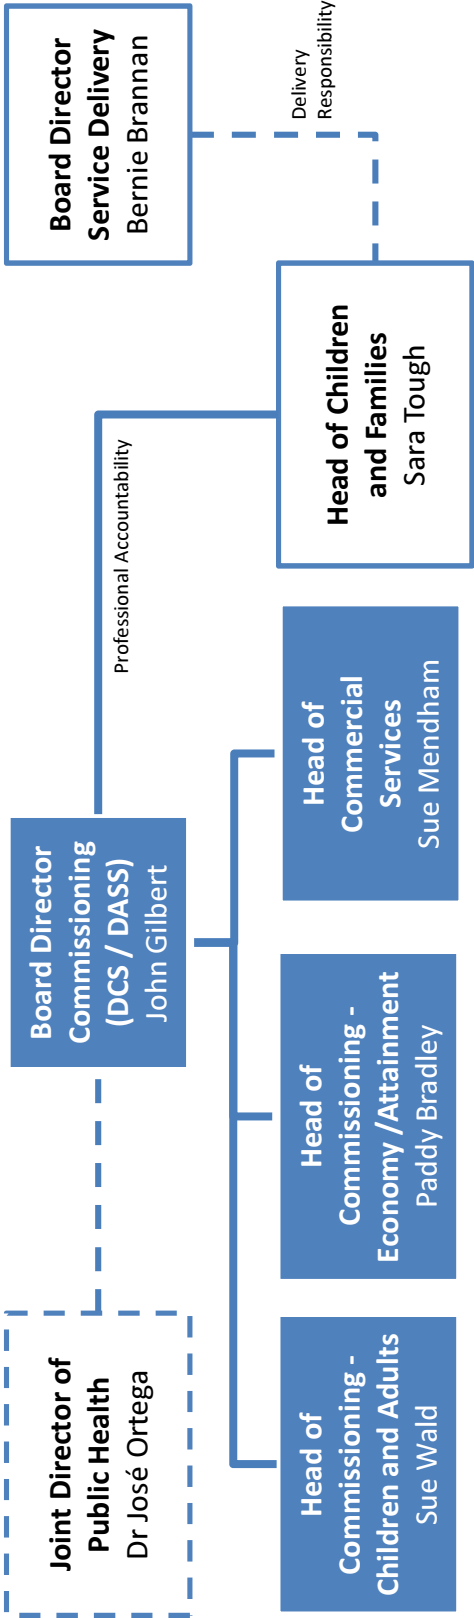 Joint Director of
Public Health
Dr José Ortega
Board Director
Commissioning
(DCS / DASS)
John Gilbert
Board Director
Service Delivery
Bernie Brannan
Professional Accountability
Delivery
Responsibility
Head of
Commissioning -
Children and Adults
Sue Wald
Head of
Commissioning -
Economy /Attainment
Paddy Bradley
Head of
Commercial
Services
Sue Mendham
Head of Children
and Families
Sara Tough